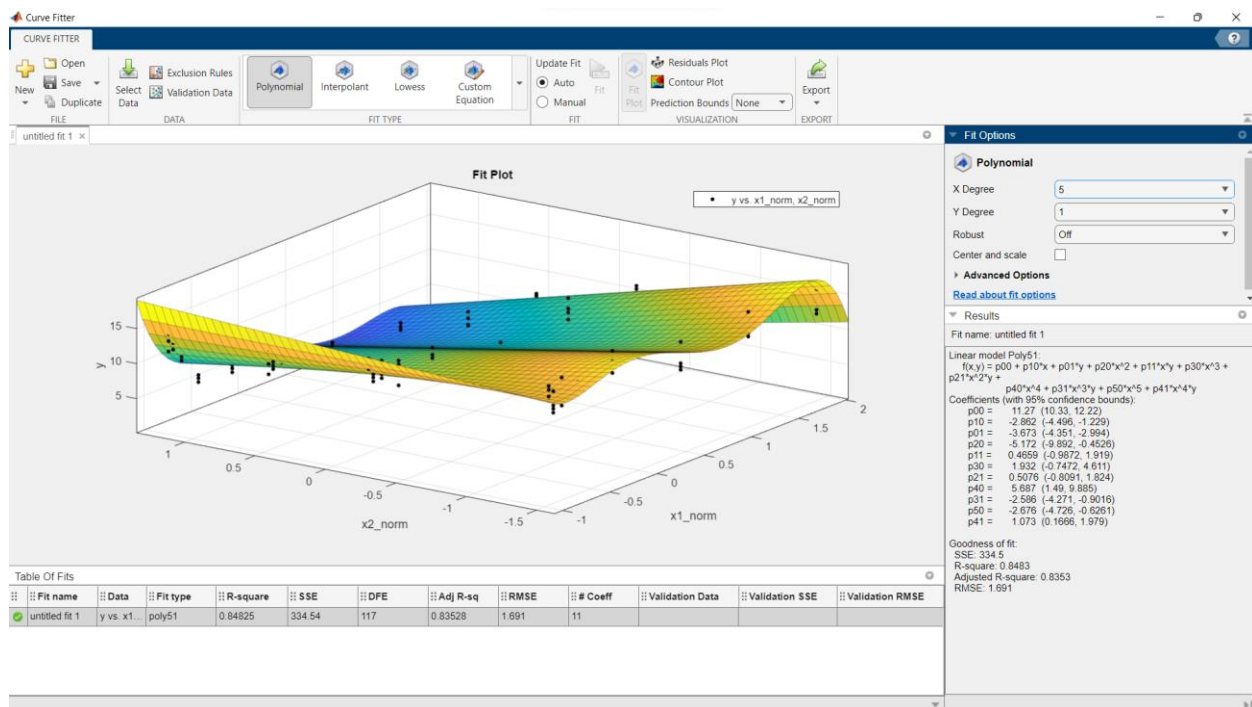 Curve Fitter
CURVE FITTER
New
Open
Save
Duplicate
FILE
Select Data
Exclusion Rules
Validation Data
DATA
Polynomial
Interpolant
Lowess
Custom Equation
FIT TYPE
Update Fit
Auto
Manual
Fit
FIT
Fit Plot
Residuals Plot
Contour Plot
Prediction Bounds None
VISUALIZATION
Export
EXPORT
untitled fit 1 ×
Fit Plot
y vs. x1_norm, x2_norm
15
10
5
y
1
0.5
0
-0.5
-1
-1.5
x2_norm
-1
-0.5
0
0.5
1
1.5
2
x1_norm
Fit Options
Polynomial
X Degree 5
Y Degree 1
Robust Off
Center and scale
Advanced Options
Read about fit options
Results
Fit name: untitled fit 1
Linear model Poly51:
f(x,y) = p00 + p10*x + p01*y + p20*x^2 + p11*x*y + p30*x^3 +
p21*x^2*y +
p40*x^4 + p31*x^3*y + p50*x^5 + p41*x^4*y
Coefficients (with 95% confidence bounds):
p00 = 11.27 (10.33, 12.22)
p10 = -2.862 (-4.496, -1.229)
p01 = -3.673 (-4.351, -2.994)
p20 = -5.172 (-9.892, -0.4526)
p11 = 0.4659 (-0.9872, 1.919)
p30 = 1.932 (-0.7472, 4.611)
p21 = 0.5076 (-0.8091, 1.824)
p40 = 5.687 (1.49, 9.885)
p31 = -2.586 (-4.271, -0.9016)
p50 = -2.676 (-4.726, -0.6261)
p41 = 1.073 (0.1666, 1.979)
Goodness of fit:
SSE: 334.5
R-square: 0.8483
Adjusted R-square: 0.8353
RMSE: 1.691
Table Of Fits
Fit name Data Fit type R-square SSE DFE Adj R-sq RMSE # Coeff Validation Data Validation SSE Validation RMSE
untitled fit 1 y vs. x1... poly51 0.84825 334.54 117 0.83528 1.691 11